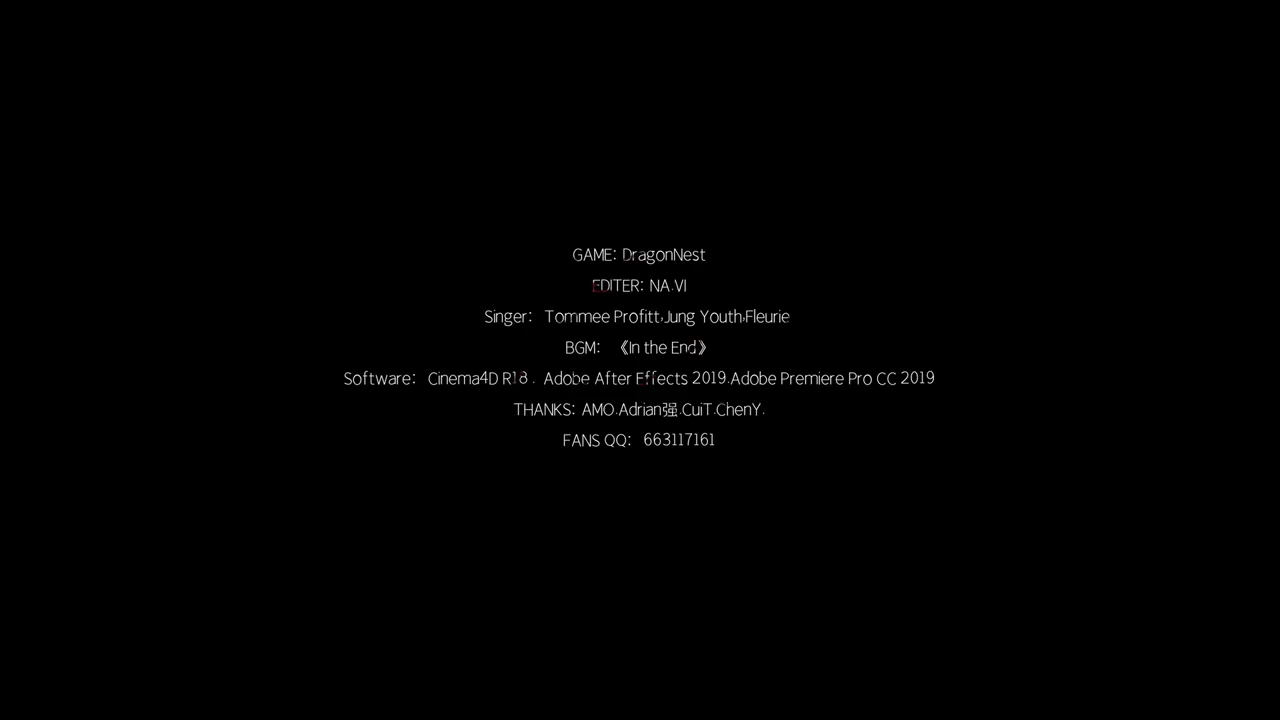 GAME: DragonNest
EDITER: NA.VI
Singer： Tommee Profitt,Jung Youth,Fleurie
BGM： 《In the End》
Software： Cinema4D R18 . Adobe After Effects 2019.Adobe Premiere Pro CC 2019
THANKS: AMO.Adrian强.CuiT.ChenY.
FANS QQ： 663117161